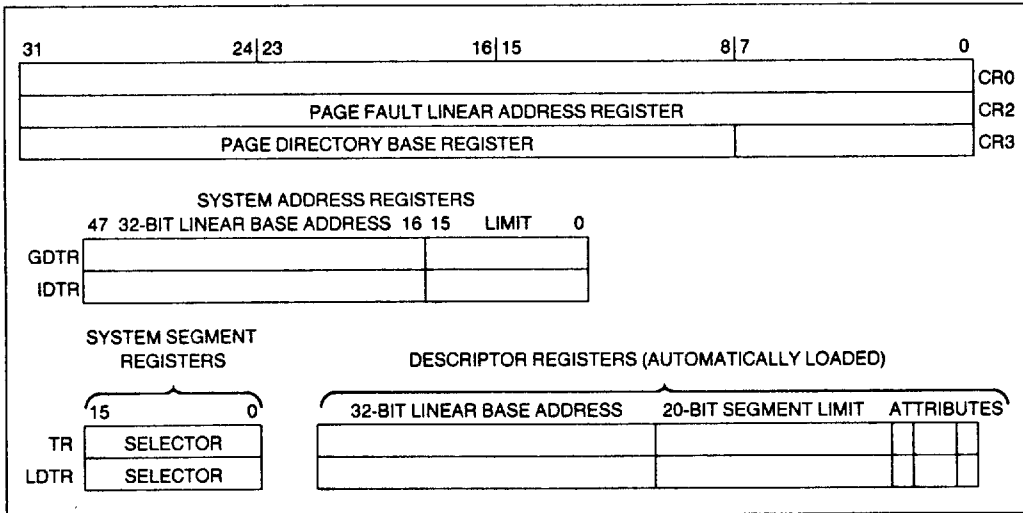 31 24 23 16 15 8 7 0
CR0
PAGE FAULT LINEAR ADDRESS REGISTER CR2
PAGE DIRECTORY BASE REGISTER CR3
SYSTEM ADDRESS REGISTERS
47 32-BIT LINEAR BASE ADDRESS 16 15 LIMIT 0
GDTR
IDTR
SYSTEM SEGMENT
REGISTERS
DESCRIPTOR REGISTERS (AUTOMATICALLY LOADED)
15 0
32-BIT LINEAR BASE ADDRESS 20-BIT SEGMENT LIMIT ATTRIBUTES
TR SELECTOR
LDTR SELECTOR